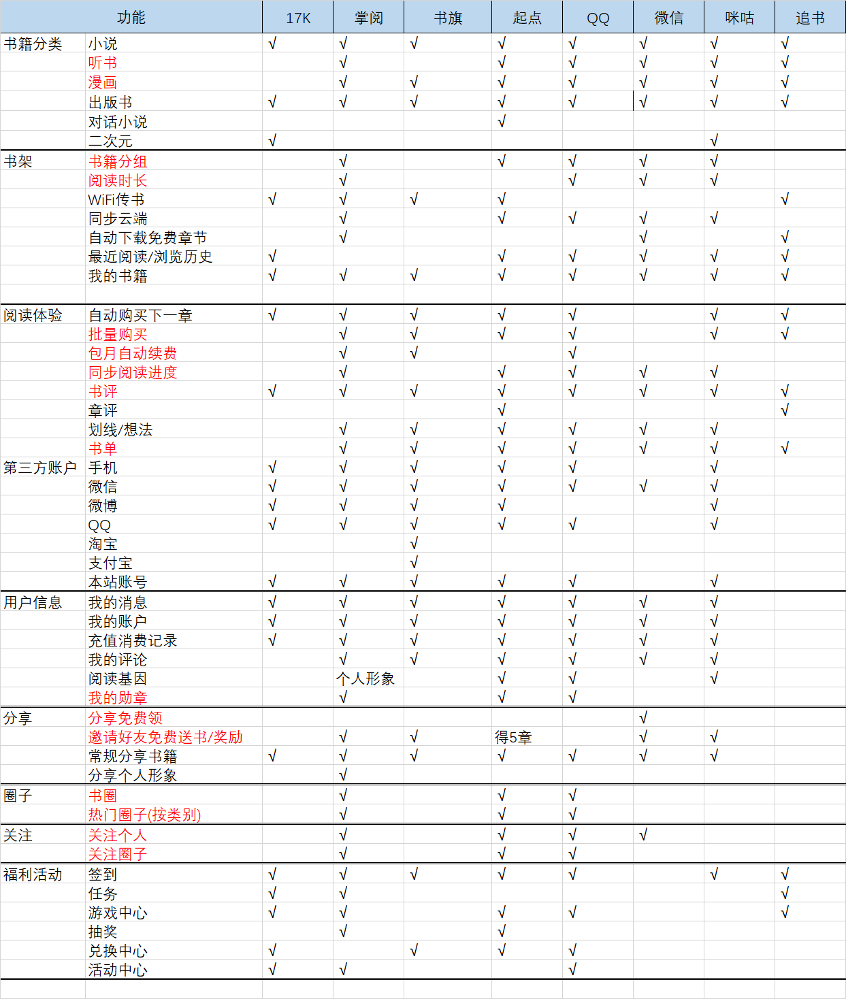 功能 17K 掌阅 书旗 起点 QQ 微信 咪咕 追书
书籍分类 小说 √ √ √ √ √ √ √ √
听书 √ √ √ √ √ √
漫画 √ √ √ √ √ √ √
出版书 √ √ √ √ √ √ √ √
对话小说 √
二次元 √ √
书架 书籍分组 √ √ √ √ √
阅读时长 √ √ √ √
WiFi传书 √ √ √ √ √
同步云端 √ √ √ √ √
自动下载免费章节 √ √ √
最近阅读/浏览历史 √ √ √ √ √ √
我的书籍 √ √ √ √ √ √ √ √
阅读体验 自动购买下一章 √ √ √ √ √ √ √
批量购买 √ √ √ √ √ √
包月自动续费 √ √ √
同步阅读进度 √ √ √ √ √
书评 √ √ √ √ √ √ √ √
章评 √ √
划线/想法 √ √ √ √ √ √
书单 √ √ √ √ √ √ √
第三方账户 手机 √ √ √ √ √ √
微信 √ √ √ √ √ √ √
微博 √ √ √ √ √
QQ √ √ √ √ √ √
淘宝 √
支付宝 √
本站账号 √ √ √ √ √ √
用户信息 我的消息 √ √ √ √ √ √ √
我的账户 √ √ √ √ √ √ √
充值消费记录 √ √ √ √ √ √ √
我的评论 √ √ √ √ √ √
阅读基因 个人形象 √ √ √
我的勋章 √ √ √
分享 分享免费领 √
邀请好友免费送书/奖励 √ √ 得5章 √ √
常规分享书籍 √ √ √ √ √ √ √
分享个人形象 √
圈子 书圈 √ √ √
热门圈子(按类别) √ √ √
关注 关注个人 √ √ √ √
关注圈子 √ √ √
福利活动 签到 √ √ √ √ √ √ √
任务 √ √ √
游戏中心 √ √ √ √ √
抽奖 √ √
兑换中心 √ √ √ √
活动中心 √ √ √